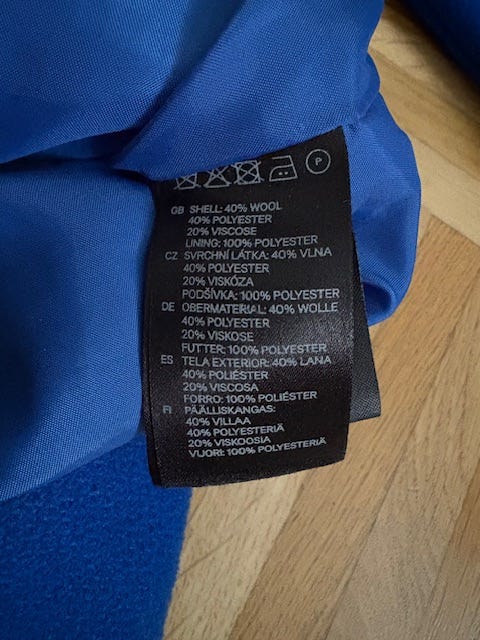 P
GB SHELL: 40% WOOL
40% POLYESTER
20% VISCOSE
LINING: 100% POLYESTER
CZ SVRCHNÍ LÁTKA: 40% VLNA
40% POLYESTER
20% VISKÓZA
PODŠÍVKA: 100% POLYESTER
DE OBERMATERIAL: 40% WOLLE
40% POLYESTER
20% VISKOSE
FUTTER: 100% POLYESTER
ES TELA EXTERIOR: 40% LANA
40% POLIÉSTER
20% VISCOSA
FORRO: 100% POLIÉSTER
FI PÄÄLLISKANGAS:
40% VILLAA
40% POLYESTERIÄ
20% VISKOOSIA
VUORI: 100% POLYESTERIÄ